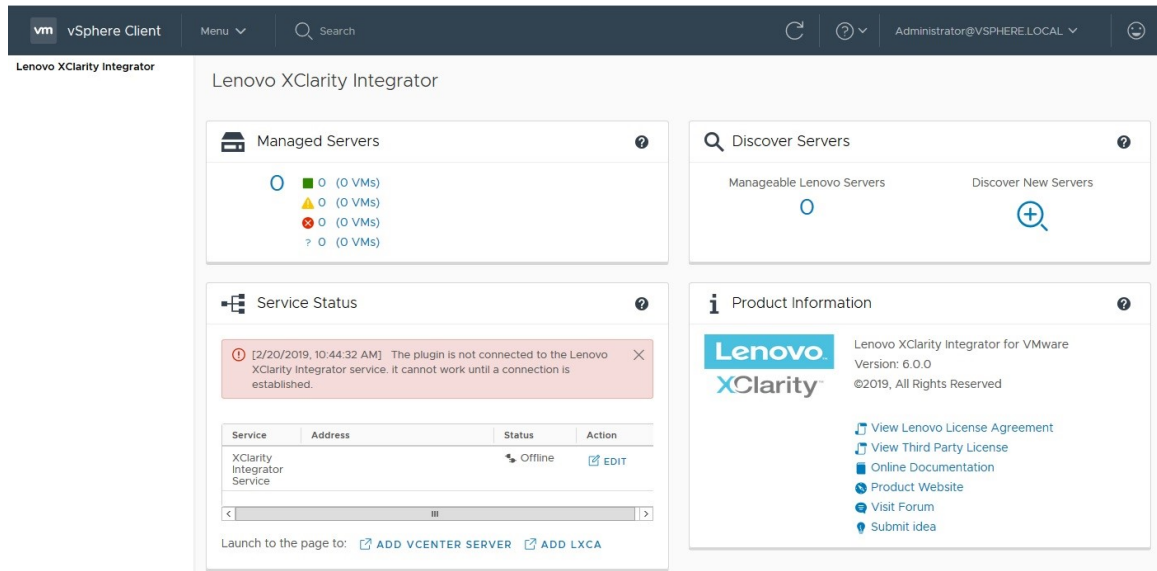 vm vSphere Client Menu Search Administrator@VSPHERE.LOCAL
Lenovo XClarity Integrator
Lenovo XClarity Integrator
Managed Servers
0
0 (0 VMs)
0 (0 VMs)
0 (0 VMs)
? 0 (0 VMs)
Discover Servers
Manageable Lenovo Servers
0
Discover New Servers
Service Status
[2/20/2019, 10:44:32 AM] The plugin is not connected to the Lenovo
XClarity Integrator service. it cannot work until a connection is
established.
Service Address Status Action
XClarity
Integrator
Service
Offline EDIT
Launch to the page to: ADD VCENTER SERVER ADD LXCA
Product Information
Lenovo
XClarity
Lenovo XClarity Integrator for VMware
Version: 6.0.0
©2019, All Rights Reserved
View Lenovo License Agreement
View Third Party License
Online Documentation
Product Website
Visit Forum
Submit idea